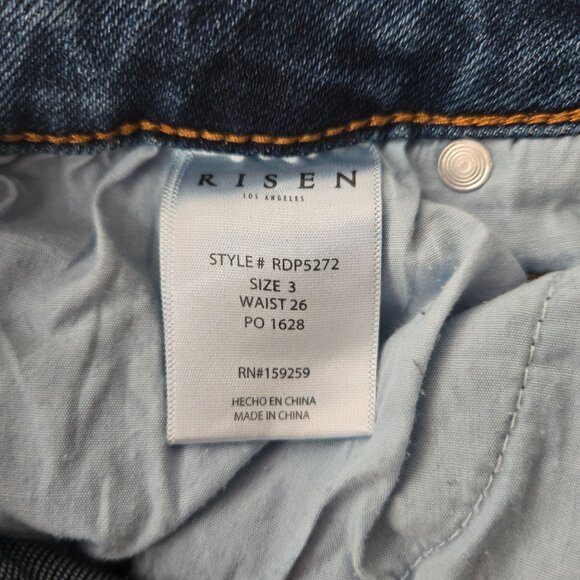 RISEN
LOS ANGELES
STYLE # RDP5272
SIZE 3
WAIST 26
PO 1628
RN#159259
HECHO EN CHINA
MADE IN CHINA